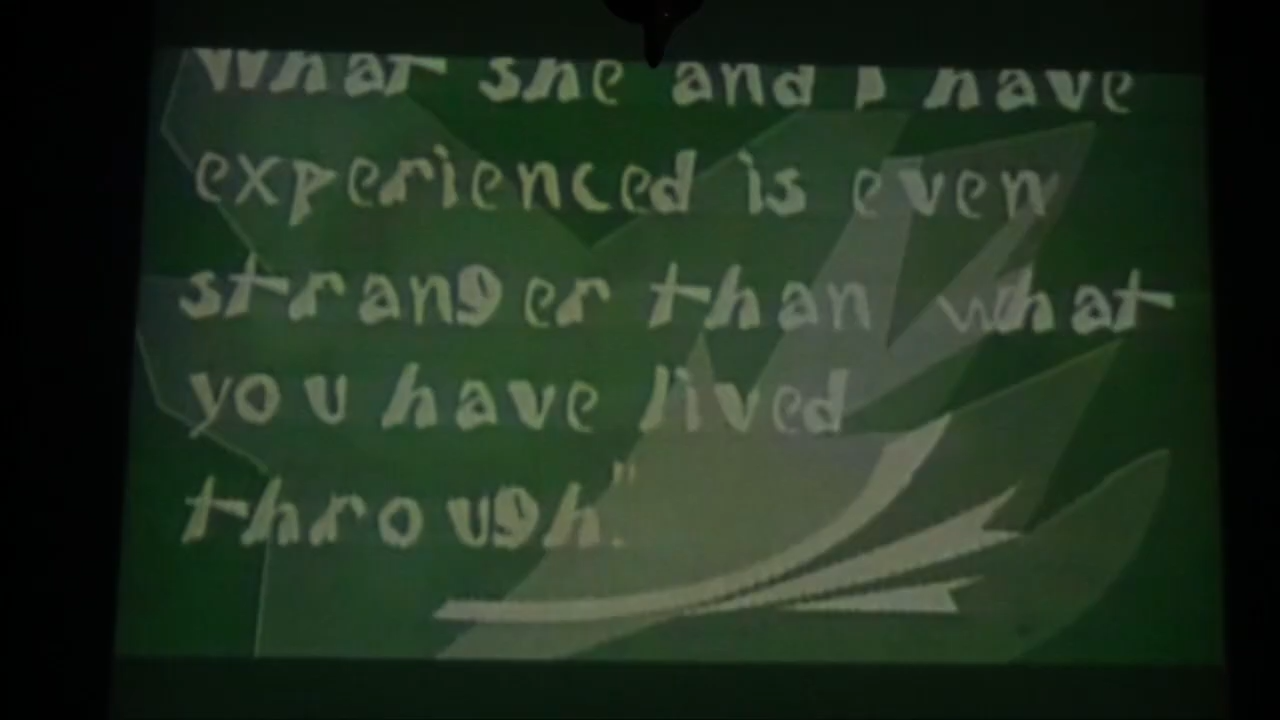 What she and I have
experienced is even
stranger than what
you have lived
through."